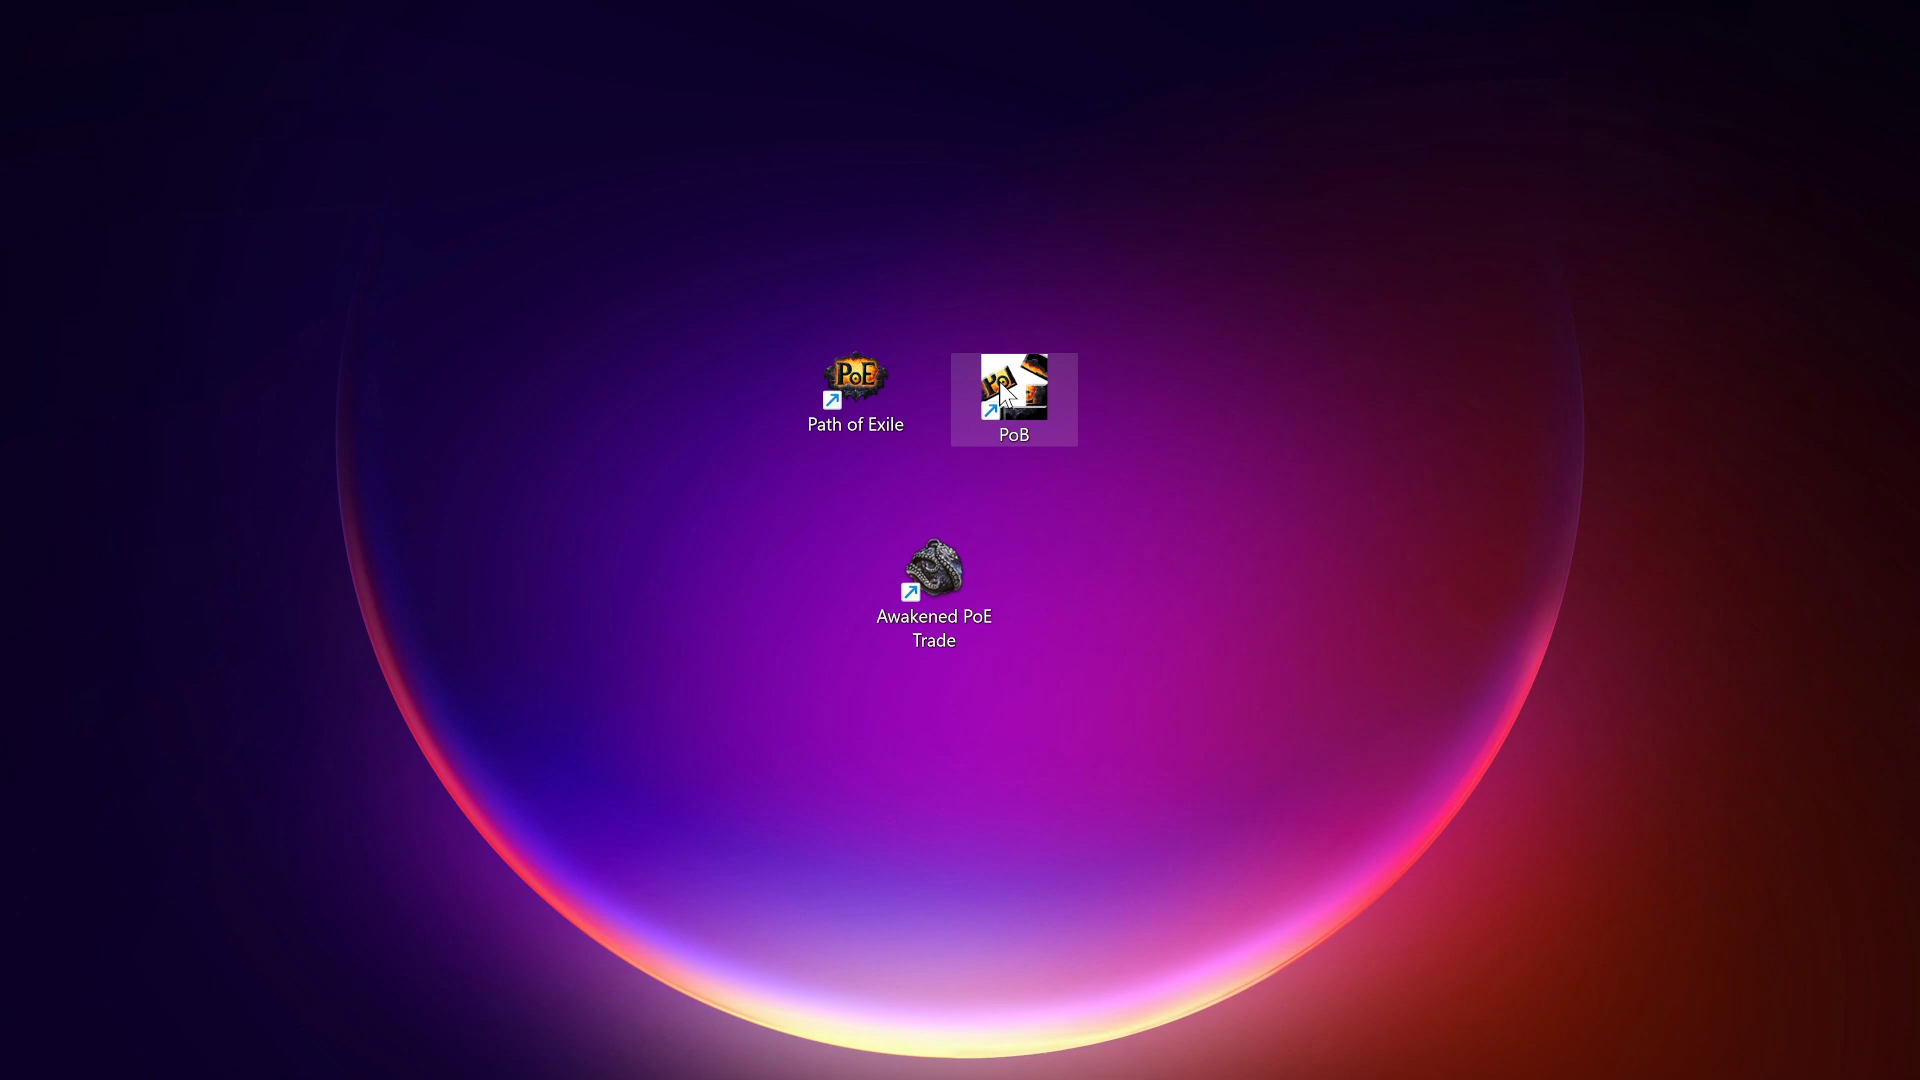 PoE
Path of Exile
PoB
Awakened PoE
Trade